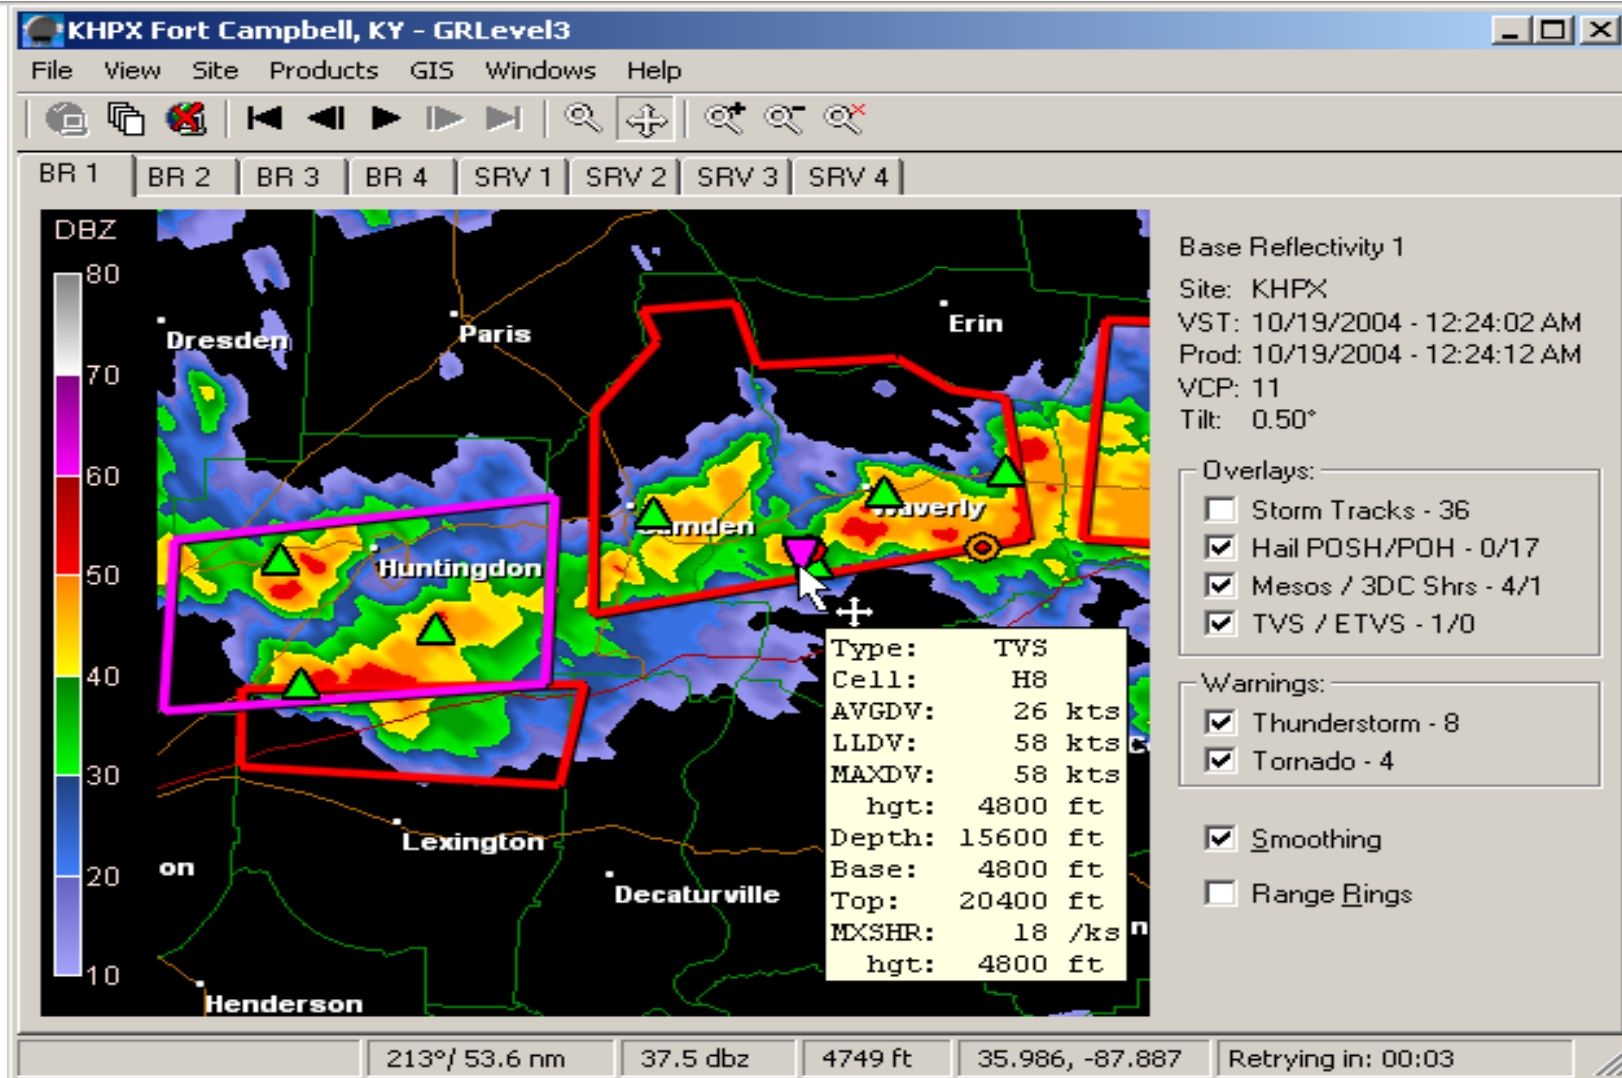 KHPX Fort Campbell, KY - GRLevel3
File View Site Products GIS Windows Help
BR 1 BR 2 BR 3 BR 4 SRV 1 SRV 2 SRV 3 SRV 4
DBZ
80
70
60
50
40
30
20
10
Dresden
Paris
Erin
Camden
Waverly
Huntingdon
Lexington
on
Decaturville
Henderson
n
Type: TVS
Cell: H8
AVGDV: 26 kts
LLDV: 58 kts
MAXDV: 58 kts
hgt: 4800 ft
Depth: 15600 ft
Base: 4800 ft
Top: 20400 ft
MXSHR: 18 /ks
hgt: 4800 ft
Base Reflectivity 1
Site: KHPX
VST: 10/19/2004 - 12:24:02 AM
Prod: 10/19/2004 - 12:24:12 AM
VCP: 11
Tilt: 0.50°
Overlays:
Storm Tracks - 36
Hail POSH/POH - 0/17
Mesos / 3DC Shrs - 4/1
TVS / ETVS - 1/0
Warnings:
Thunderstorm - 8
Tornado - 4
Smoothing
Range Rings
213°/ 53.6 nm 37.5 dbz 4749 ft 35.986, -87.887 Retrying in: 00:03